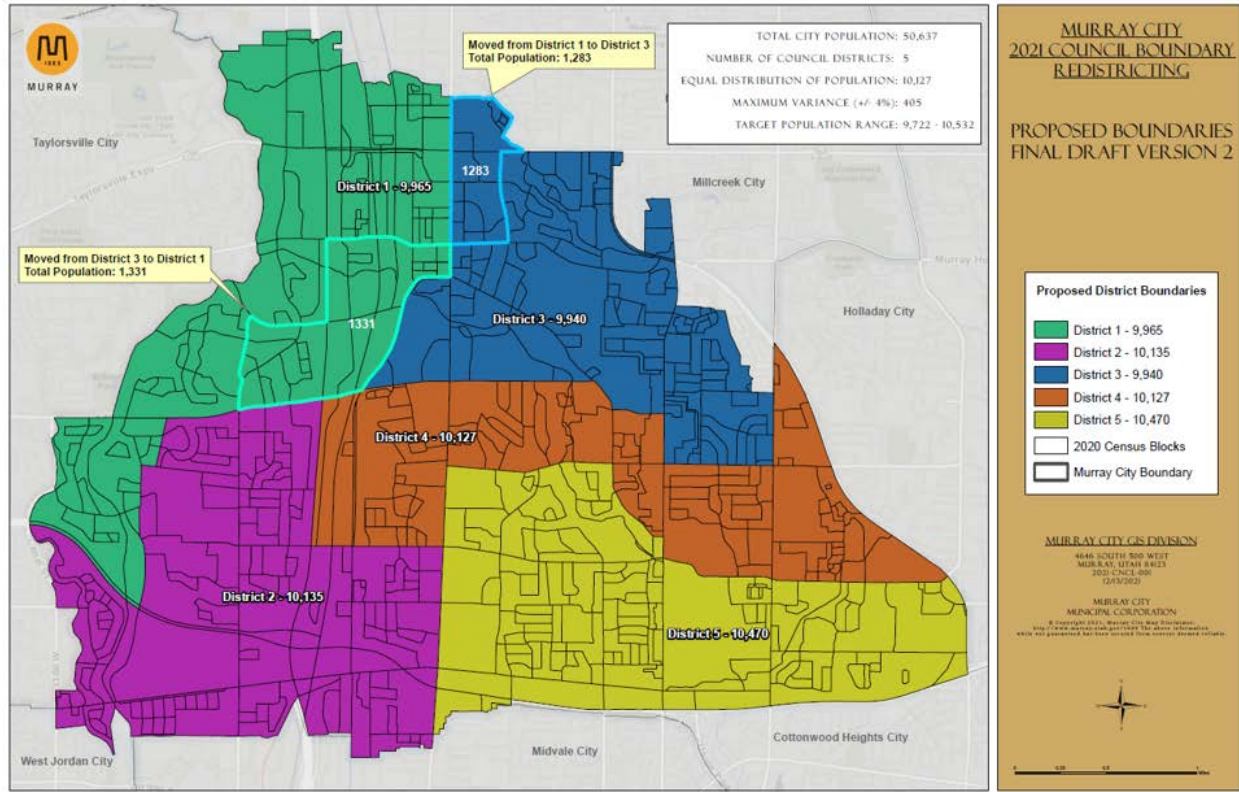 MURRAY
Moved from District 1 to District 3
Total Population: 1,283
TOTAL CITY POPULATION: 50,637
NUMBER OF COUNCIL DISTRICTS: 5
EQUAL DISTRIBUTION OF POPULATION: 10,127
MAXIMUM VARIANCE (+/- 4%): 405
TARGET POPULATION RANGE: 9,722 - 10,532
Taylorsville City
Taylorsville Expy
Millcreek City
District 1 - 9,965
1283
Moved from District 3 to District 1
Total Population: 1,331
1331
District 3 - 9,940
Holladay City
District 4 - 10,127
District 2 - 10,135
District 5 - 10,470
West Jordan City
Midvale City
Cottonwood Heights City
MURRAY CITY
2021 COUNCIL BOUNDARY
REDISTRICTING
PROPOSED BOUNDARIES
FINAL DRAFT VERSION 2
Proposed District Boundaries
District 1 - 9,965
District 2 - 10,135
District 3 - 9,940
District 4 - 10,127
District 5 - 10,470
2020 Census Blocks
Murray City Boundary
MURRAY CITY GIS DIVISION
4646 SOUTH 500 WEST
MURRAY, UTAH 84123
MURRAY CITY
MUNICIPAL CORPORATION